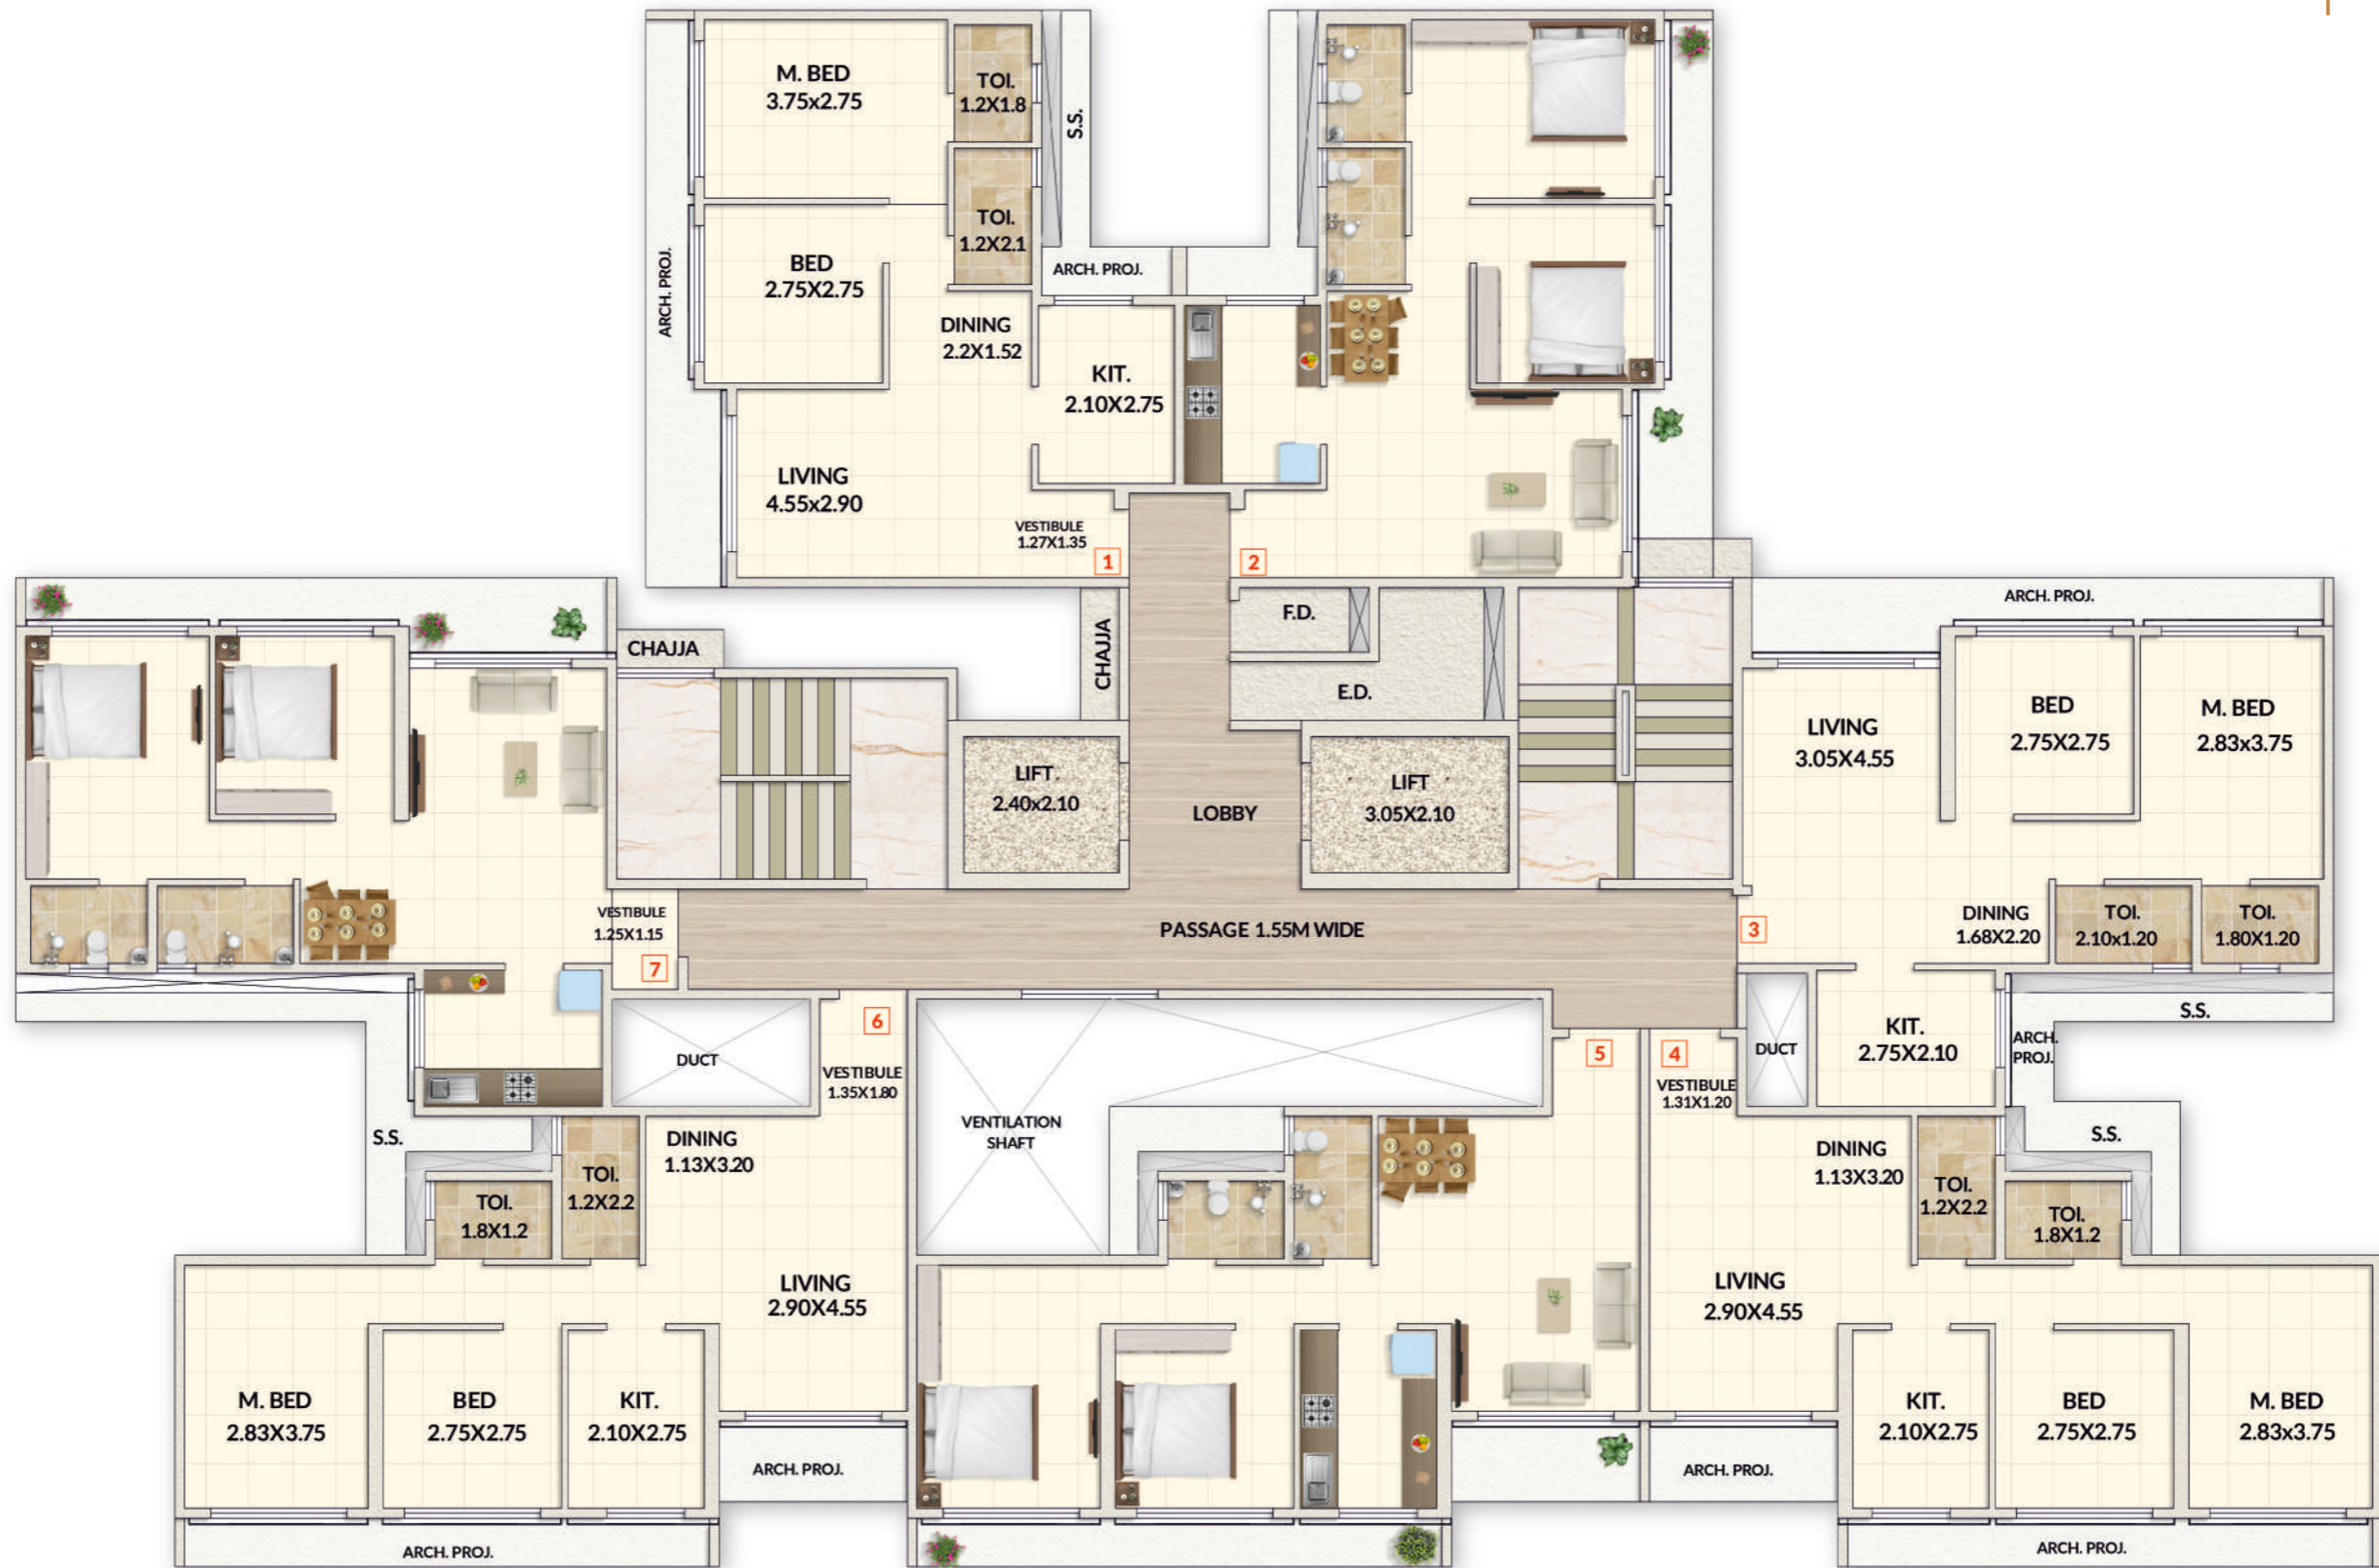 M. BED
3.75x2.75
TOI.
1.2X1.8
S.S.
TOI.
1.2X2.1
BED
2.75X2.75
ARCH. PROJ.
ARCH. PROJ.
DINING
2.2X1.52
KIT.
2.10X2.75
LIVING
4.55x2.90
VESTIBULE
1.27X1.35
1
2
CHAJJA
CHAJJA
F.D.
E.D.
LIFT
2.40x2.10
LOBBY
LIFT
3.05X2.10
ARCH. PROJ.
LIVING
3.05X4.55
BED
2.75X2.75
M. BED
2.83x3.75
VESTIBULE
1.25X1.15
7
PASSAGE 1.55M WIDE
3
DINING
1.68X2.20
TOI.
2.10x1.20
TOI.
1.80X1.20
S.S.
KIT.
2.75X2.10
ARCH.
PROJ.
DUCT
6
VESTIBULE
1.35X1.80
VENTILATION
SHAFT
5
4
VESTIBULE
1.31X1.20
DUCT
S.S.
S.S.
DINING
1.13X3.20
TOI.
1.2X2.2
TOI.
1.8X1.2
LIVING
2.90X4.55
DINING
1.13X3.20
TOI.
1.2X2.2
TOI.
1.8X1.2
LIVING
2.90X4.55
M. BED
2.83X3.75
BED
2.75X2.75
KIT.
2.10X2.75
ARCH. PROJ.
ARCH. PROJ.
ARCH. PROJ.
KIT.
2.10X2.75
BED
2.75X2.75
M. BED
2.83x3.75
ARCH. PROJ.